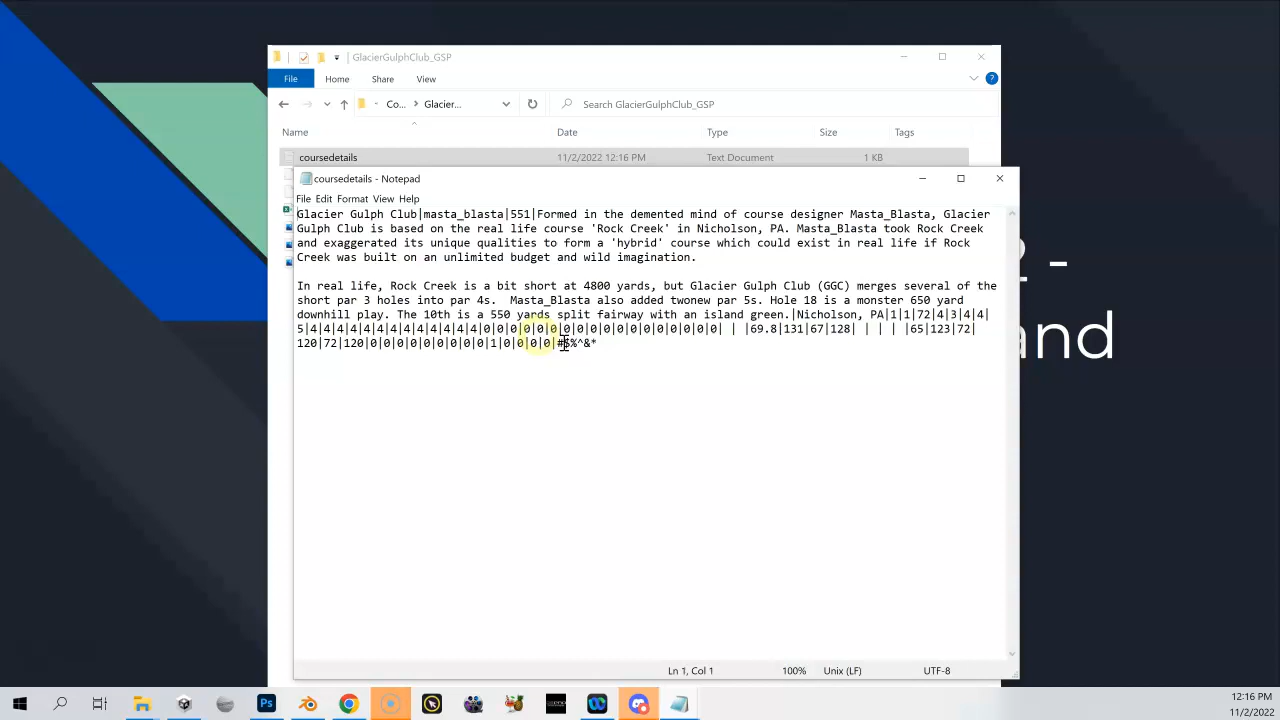 GlacierGulphClub_GSP
File Home Share View
Co... Glacier... Search GlacierGulphClub_GSP
Name Date Type Size Tags
coursedetails 11/2/2022 12:16 PM Text Document 1 KB
coursedetails - Notepad
File Edit Format View Help
Glacier Gulph Club|masta_blasta|551|Formed in the demented mind of course designer Masta_Blasta, Glacier
Gulph Club is based on the real life course 'Rock Creek' in Nicholson, PA. Masta_Blasta took Rock Creek
and exaggerated its unique qualities to form a 'hybrid' course which could exist in real life if Rock
Creek was built on an unlimited budget and wild imagination.
In real life, Rock Creek is a bit short at 4800 yards, but Glacier Gulph Club (GGC) merges several of the
short par 3 holes into par 4s.  Masta_Blasta also added twonew par 5s. Hole 18 is a monster 650 yard
downhill play. The 10th is a 550 yards split fairway with an island green.|Nicholson, PA|1|1|72|4|3|4|4|
5|4|4|4|4|4|4|4|4|4|4|4|4|4|0|0|0|0|0|0|0|0|0|0|0|0|0|0|0|0|0|0| | |69.8|131|67|128| | | | |65|123|72|
120|72|120|0|0|0|0|0|0|0|0|0|1|0|0|0|0|#$%^&*
2 -
and
Ln 1, Col 1 100% Unix (LF) UTF-8
Ps
12:16 PM
11/2/2022